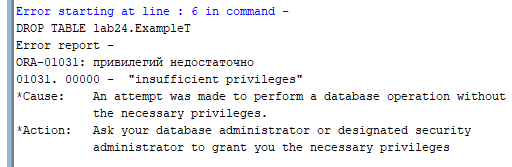 Error starting at line : 6 in command -
DROP TABLE lab24.ExampleT
Error report -
ORA-01031: привилегий недостаточно
01031. 00000 -  "insufficient privileges"
*Cause:    An attempt was made to perform a database operation without
           the necessary privileges.
*Action:   Ask your database administrator or designated security
           administrator to grant you the necessary privileges